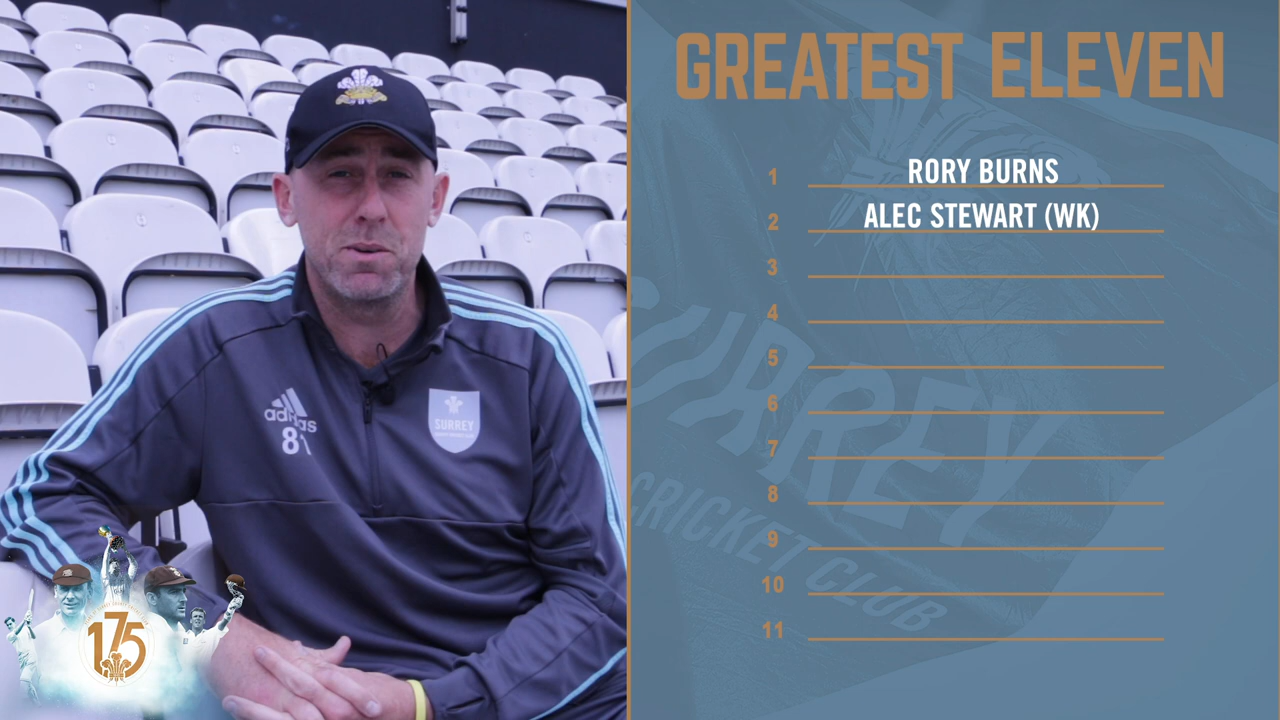 GREATEST ELEVEN
1 RORY BURNS
2 ALEC STEWART (WK)
3
4
5
6
7
8
9
10
11
adidas
81
SURREY
175
SURREY
CRICKET CLUB